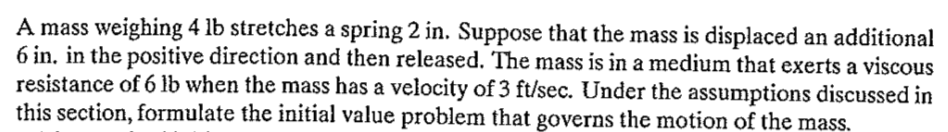 A mass weighing 4 lb stretches a spring 2 in. Suppose that the mass is displaced an additional
6 in. in the positive direction and then released. The mass is in a medium that exerts a viscous
resistance of 6 lb when the mass has a velocity of 3 ft/sec. Under the assumptions discussed in
this section, formulate the initial value problem that governs the motion of the mass.